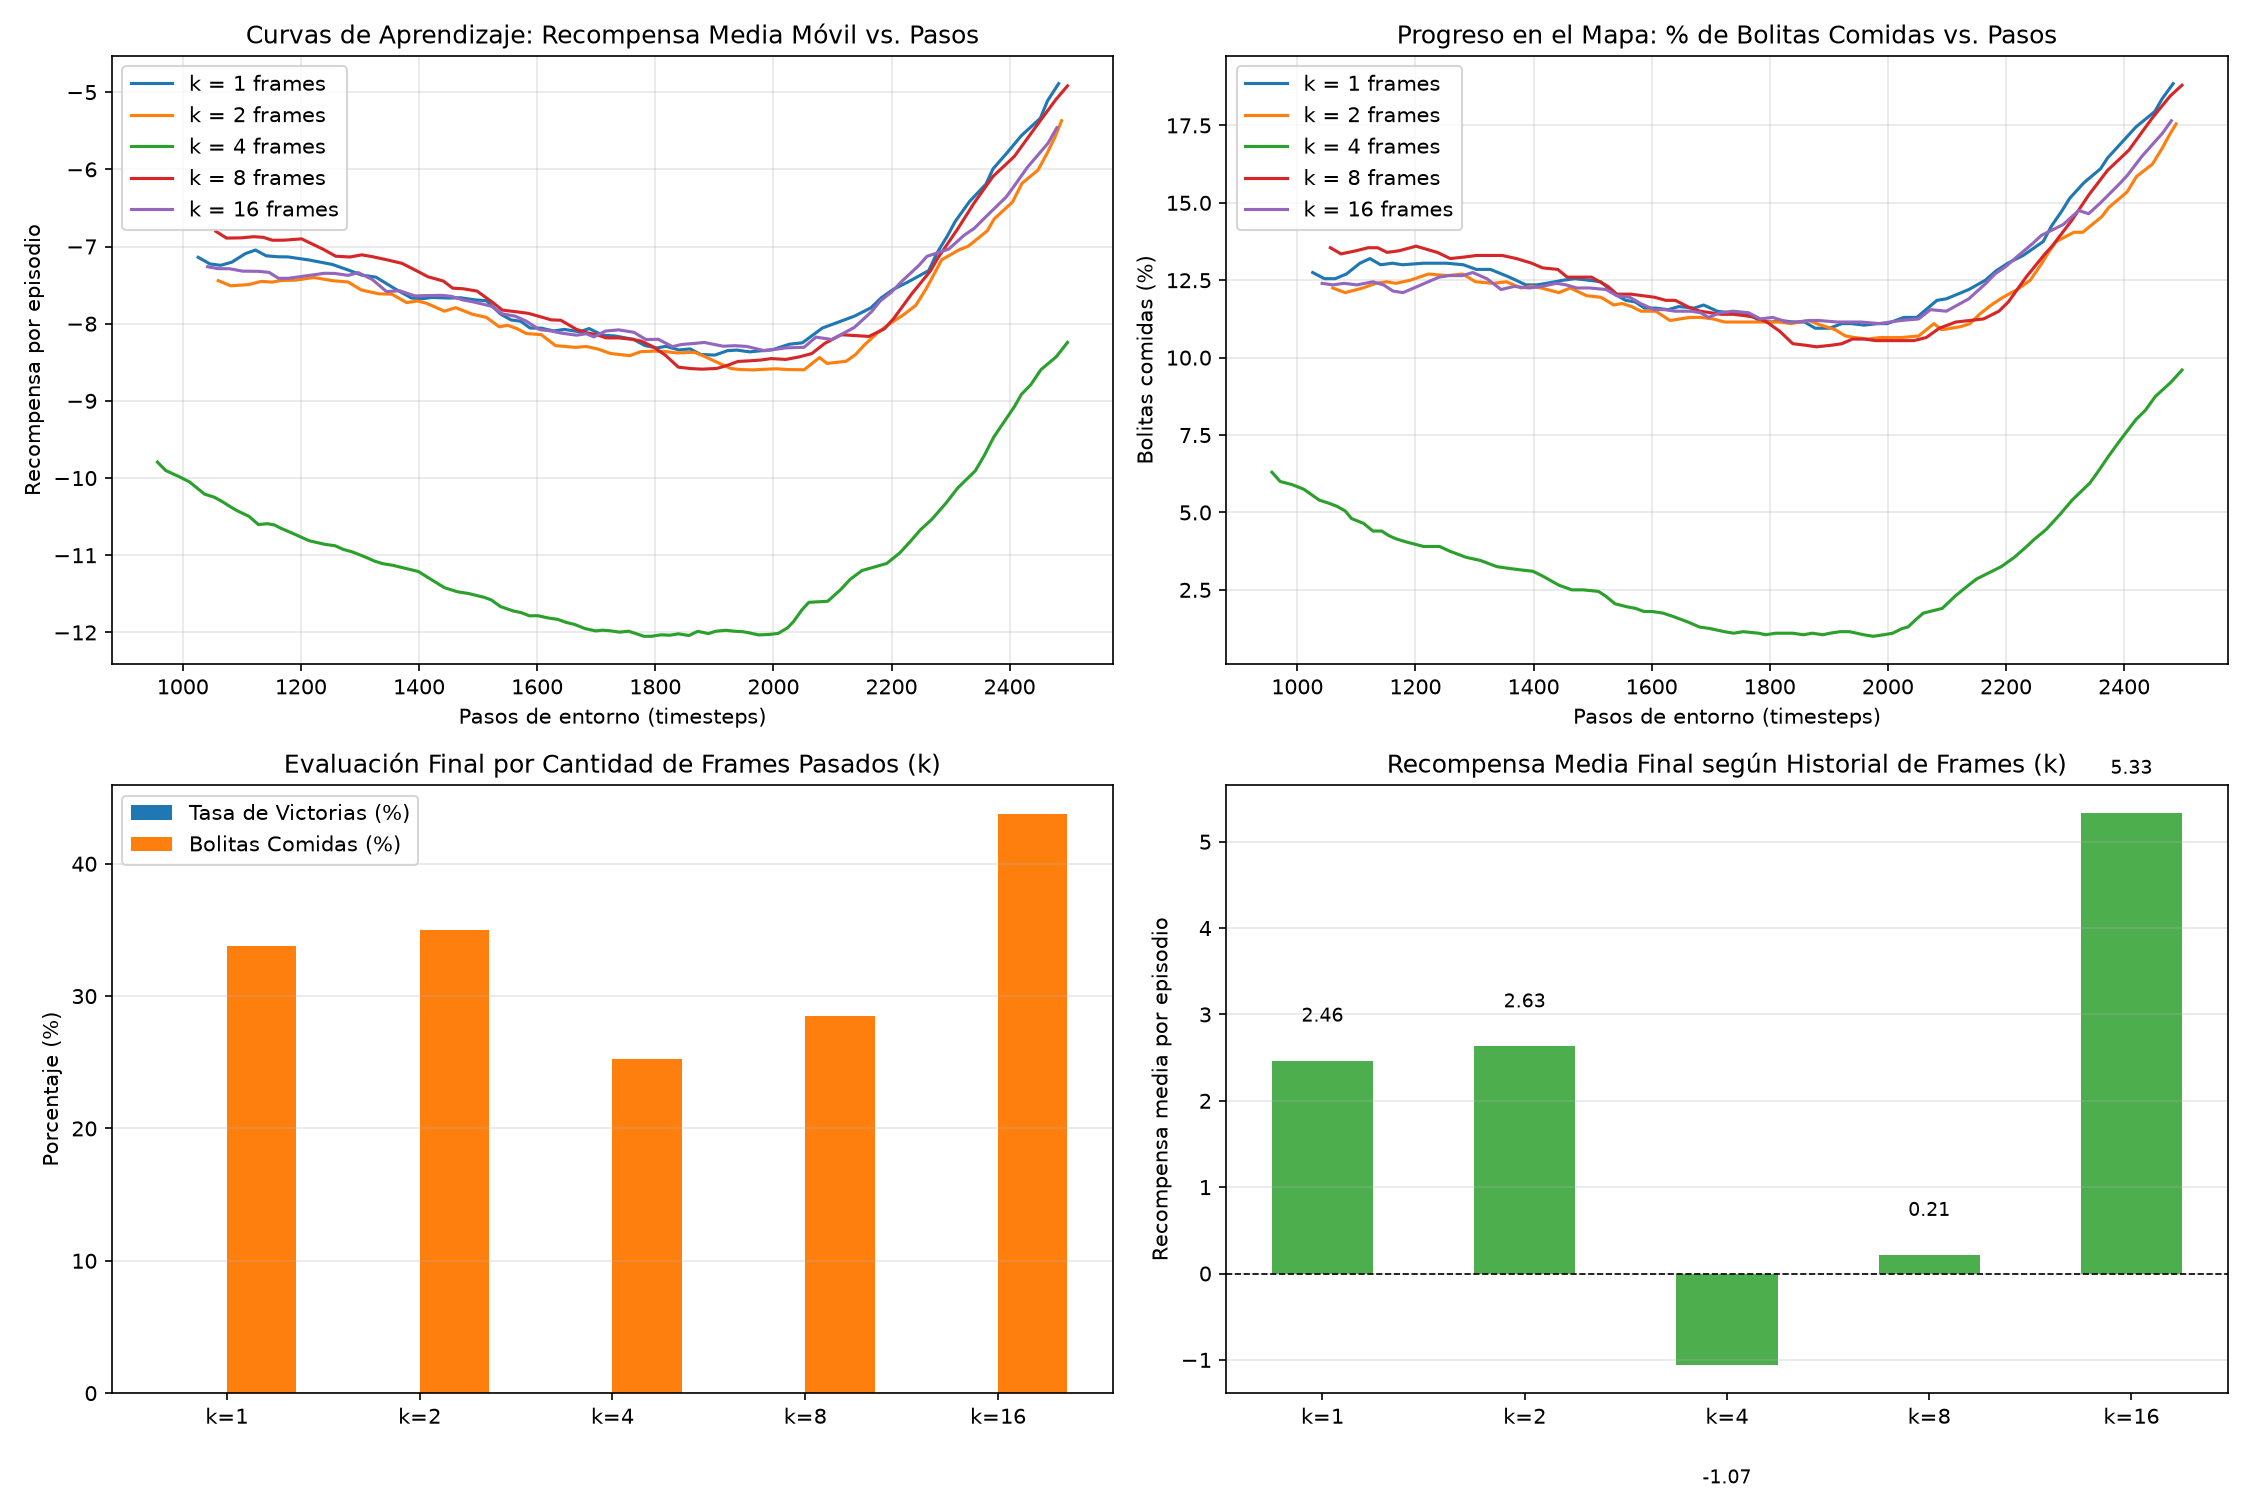 Curvas de Aprendizaje: Recompensa Media Móvil vs. Pasos
k = 1 frames
k = 2 frames
k = 4 frames
k = 8 frames
k = 16 frames
Recompensa por episodio
−5
−6
−7
−8
−9
−10
−11
−12
1000 1200 1400 1600 1800 2000 2200 2400
Pasos de entorno (timesteps)
Progreso en el Mapa: % de Bolitas Comidas vs. Pasos
k = 1 frames
k = 2 frames
k = 4 frames
k = 8 frames
k = 16 frames
Bolitas comidas (%)
17.5
15.0
12.5
10.0
7.5
5.0
2.5
1000 1200 1400 1600 1800 2000 2200 2400
Pasos de entorno (timesteps)
Evaluación Final por Cantidad de Frames Pasados (k)
Tasa de Victorias (%)
Bolitas Comidas (%)
Porcentaje (%)
40
30
20
10
0
k=1 k=2 k=4 k=8 k=16
Recompensa Media Final según Historial de Frames (k)
5.33
2.46
2.63
0.21
Recompensa media por episodio
5
4
3
2
1
0
−1
k=1 k=2 k=4 k=8 k=16
-1.07